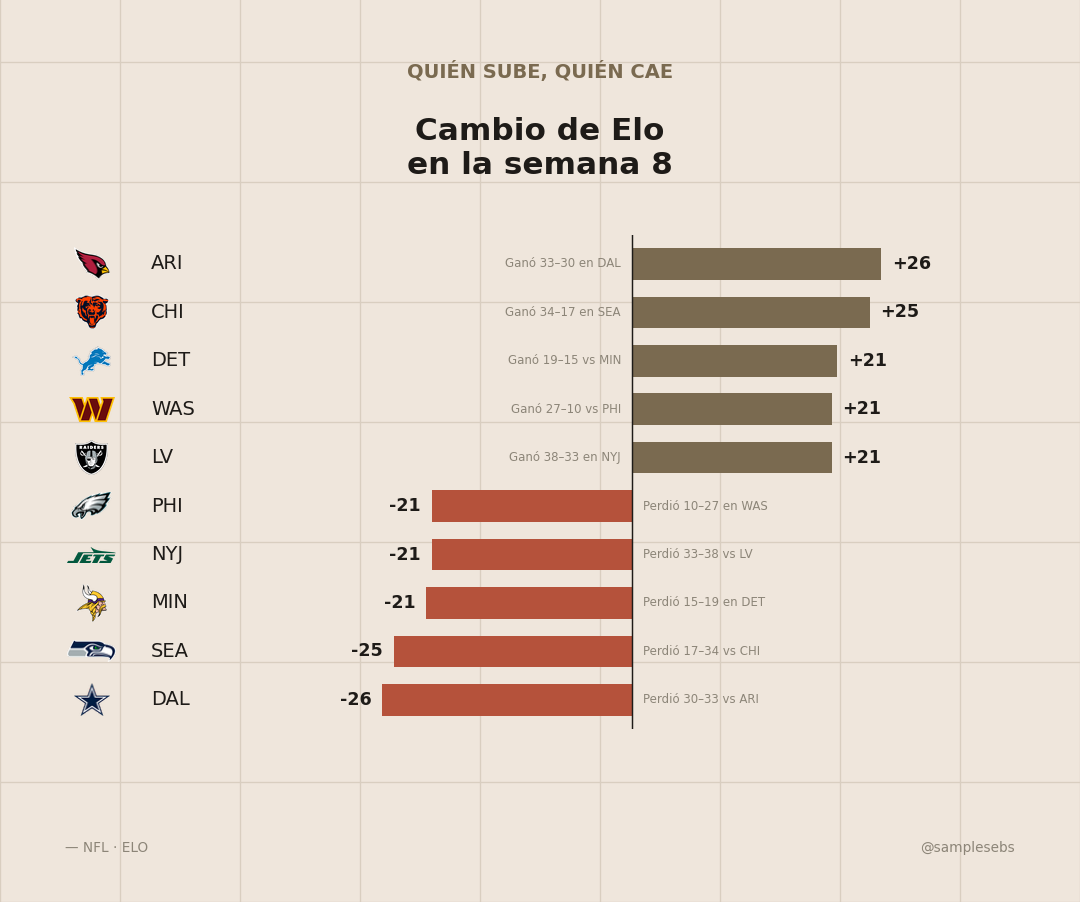 QUIÉN SUBE, QUIÉN CAE
Cambio de Elo
en la semana 8
ARI Ganó 33–30 en DAL +26
CHI Ganó 34–17 en SEA +25
DET Ganó 19–15 vs MIN +21
WAS Ganó 27–10 vs PHI +21
RAIDERS LV Ganó 38–33 en NYJ +21
PHI -21 Perdió 10–27 en WAS
JETS NYJ -21 Perdió 33–38 vs LV
MIN -21 Perdió 15–19 en DET
SEA -25 Perdió 17–34 vs CHI
DAL -26 Perdió 30–33 vs ARI
— NFL · ELO @samplesebs